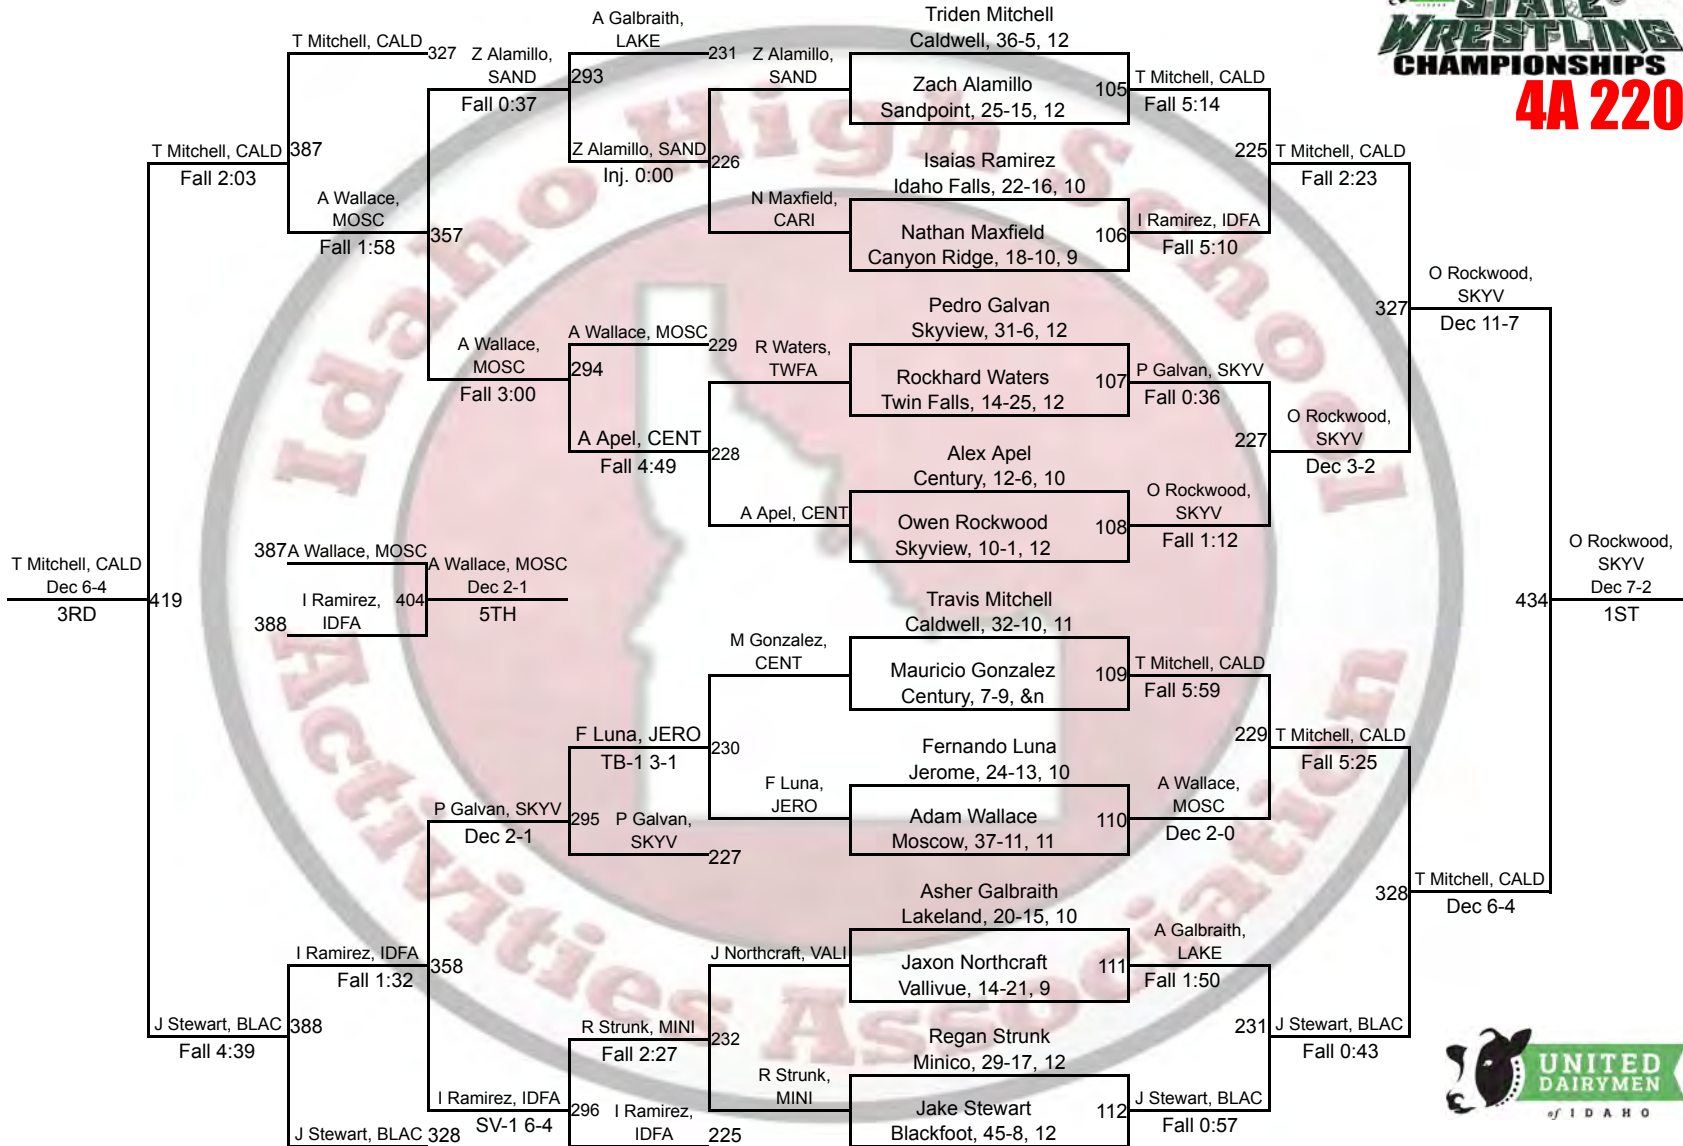 STATE
WRESTLING
CHAMPIONSHIPS
4A 220
Idaho High School
Activities Association
Triden Mitchell
Caldwell, 36-5, 12
Zach Alamillo
Sandpoint, 25-15, 12
105
Isaias Ramirez
Idaho Falls, 22-16, 10
Nathan Maxfield
Canyon Ridge, 18-10, 9
106
Pedro Galvan
Skyview, 31-6, 12
Rockhard Waters
Twin Falls, 14-25, 12
107
Alex Apel
Century, 12-6, 10
Owen Rockwood
Skyview, 10-1, 12
108
Travis Mitchell
Caldwell, 32-10, 11
Mauricio Gonzalez
Century, 7-9, &n
109
Fernando Luna
Jerome, 24-13, 10
Adam Wallace
Moscow, 37-11, 11
110
Asher Galbraith
Lakeland, 20-15, 10
Jaxon Northcraft
Vallivue, 14-21, 9
111
Regan Strunk
Minico, 29-17, 12
Jake Stewart
Blackfoot, 45-8, 12
112
T Mitchell, CALD
Fall 5:14
I Ramirez, IDFA
Fall 5:10
P Galvan, SKYV
Fall 0:36
O Rockwood,
SKYV
Fall 1:12
T Mitchell, CALD
Fall 5:59
A Wallace,
MOSC
Dec 2-0
A Galbraith,
LAKE
Fall 1:50
J Stewart, BLAC
Fall 0:57
225
T Mitchell, CALD
Fall 2:23
227
O Rockwood,
SKYV
Dec 3-2
229
T Mitchell, CALD
Fall 5:25
231
J Stewart, BLAC
Fall 0:43
327
O Rockwood,
SKYV
Dec 11-7
328
T Mitchell, CALD
Dec 6-4
434
O Rockwood,
SKYV
Dec 7-2
1ST
Z Alamillo,
SAND
N Maxfield,
CARI
226
R Waters,
TWFA
A Apel, CENT
228
M Gonzalez,
CENT
F Luna,
JERO
230
J Northcraft, VALI
R Strunk,
MINI
232
A Galbraith,
LAKE
231
Z Alamillo, SAND
Inj. 0:00
293
A Wallace, MOSC
229
A Apel, CENT
Fall 4:49
294
F Luna, JERO
TB-1 3-1
P Galvan,
SKYV
227
295
R Strunk, MINI
Fall 2:27
I Ramirez,
IDFA
225
296
Z Alamillo,
SAND
Fall 0:37
A Wallace,
MOSC
Fall 3:00
357
P Galvan, SKYV
Dec 2-1
I Ramirez, IDFA
SV-1 6-4
358
T Mitchell, CALD
327
A Wallace,
MOSC
Fall 1:58
387
I Ramirez, IDFA
Fall 1:32
J Stewart, BLAC
328
388
T Mitchell, CALD
Fall 2:03
J Stewart, BLAC
Fall 4:39
419
T Mitchell, CALD
Dec 6-4
3RD
387
A Wallace, MOSC
388
I Ramirez,
IDFA
404
A Wallace, MOSC
Dec 2-1
5TH
UNITED
DAIRYMEN
of IDAHO